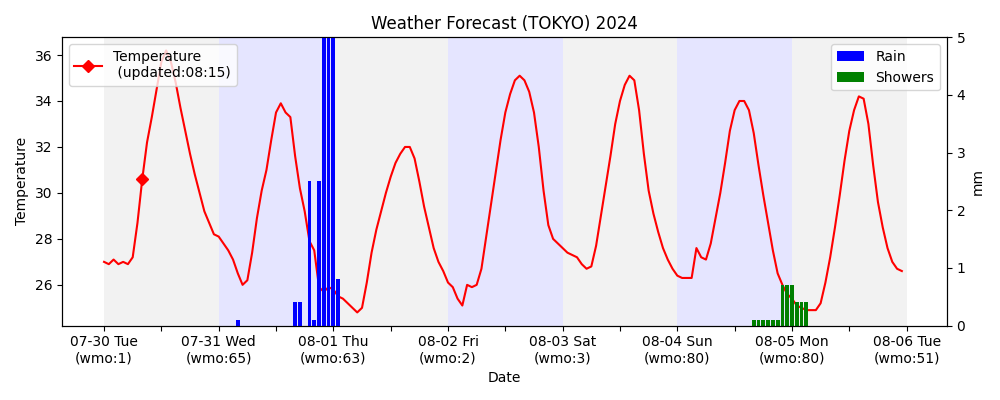 Weather Forecast (TOKYO) 2024
Temperature
(updated:08:15)
Rain
Showers
Temperature
36
34
32
30
28
26
5
4
3
2
1
0
mm
07-30 Tue
(wmo:1)
07-31 Wed
(wmo:65)
08-01 Thu
(wmo:63)
08-02 Fri
(wmo:2)
08-03 Sat
(wmo:3)
08-04 Sun
(wmo:80)
08-05 Mon
(wmo:80)
08-06 Tue
(wmo:51)
Date